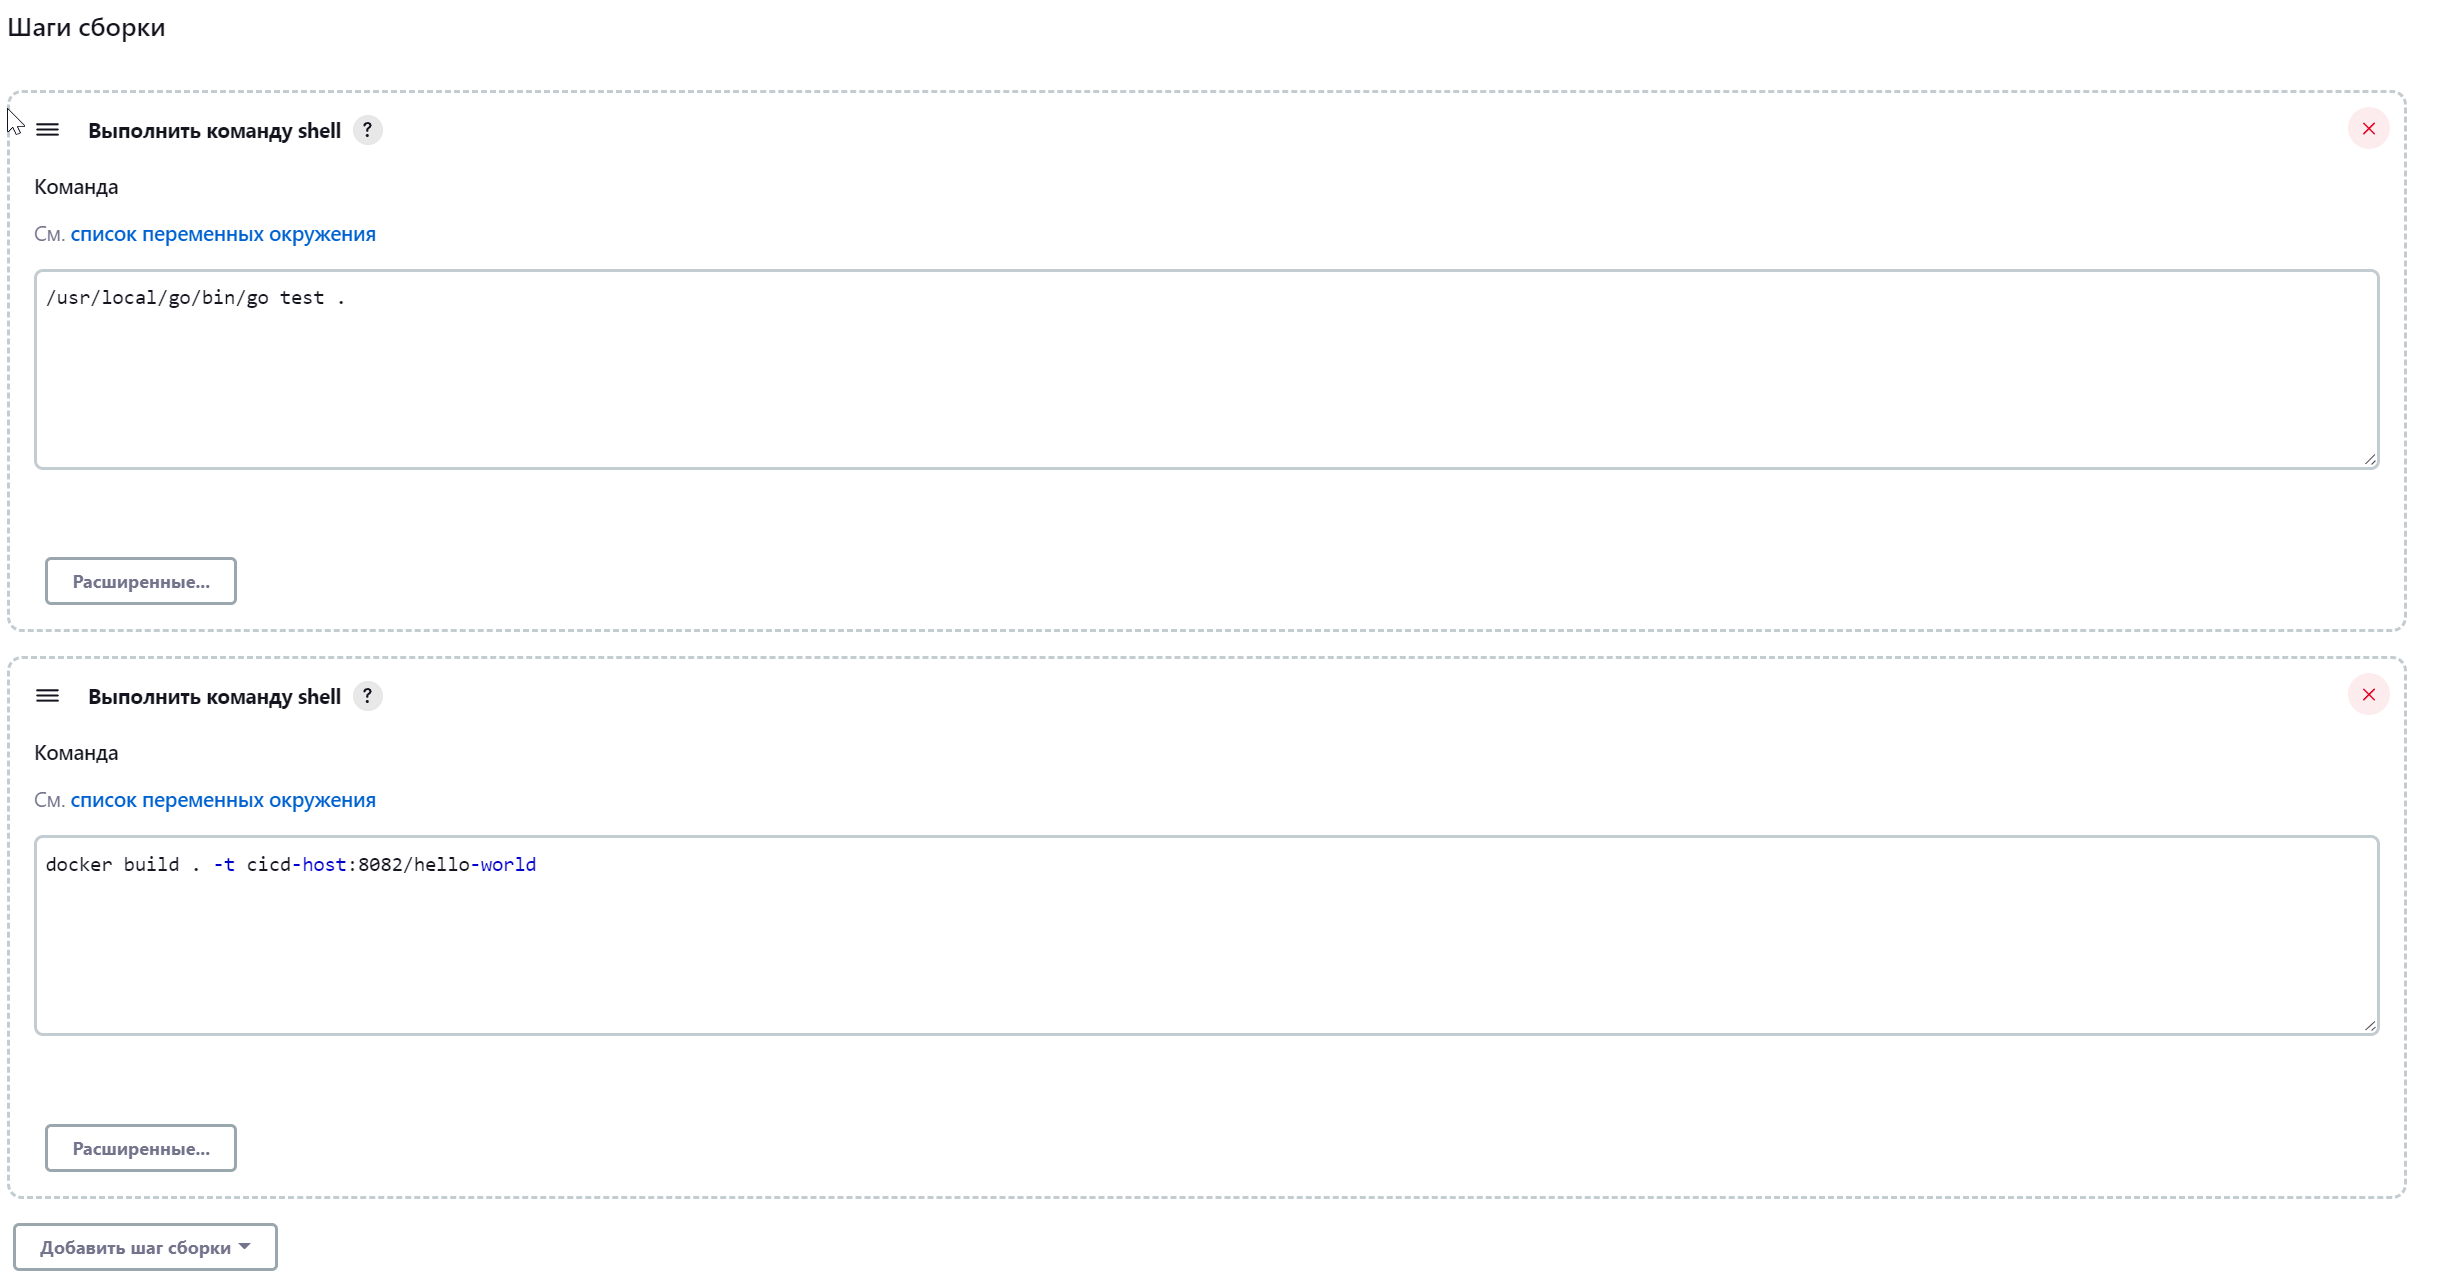 Шаги сборки
Выполнить команду shell ?
Команда
См. список переменных окружения
/usr/local/go/bin/go test .
Расширенные...
Выполнить команду shell ?
Команда
См. список переменных окружения
docker build . -t cicd-host:8082/hello-world
Расширенные...
Добавить шаг сборки